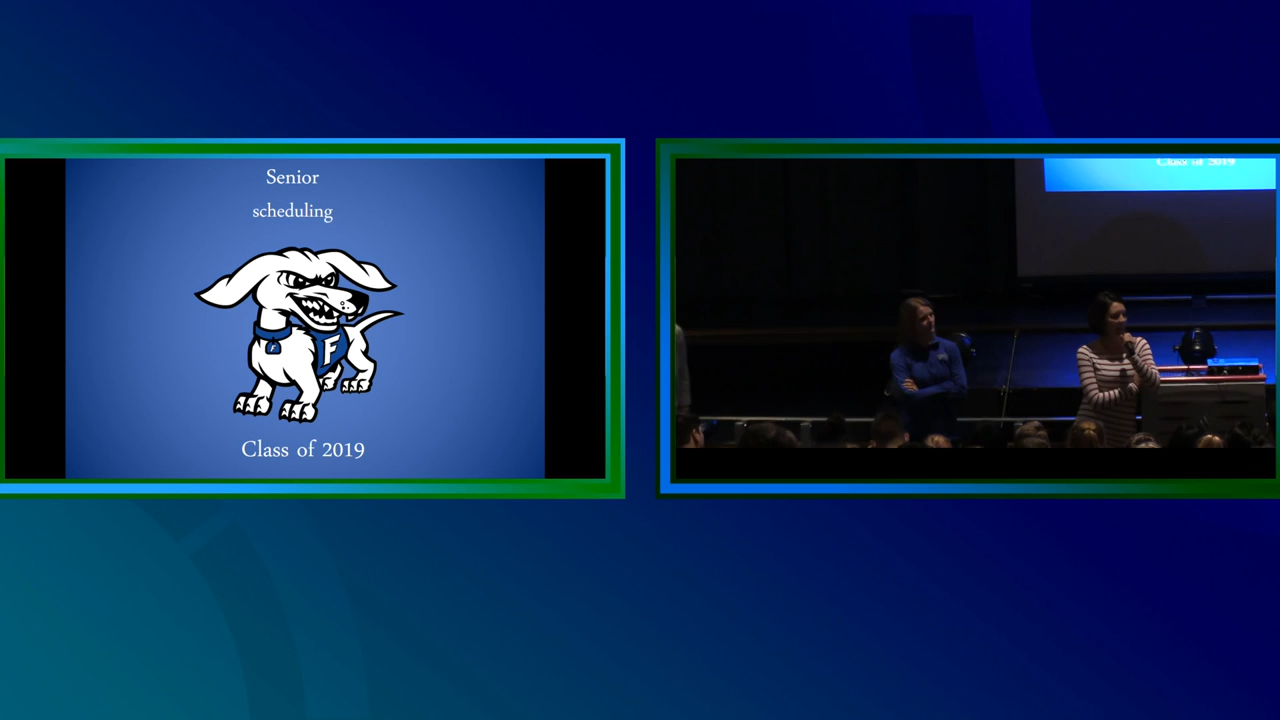 Senior
scheduling
F
F
Class of 2019
Class of 2019